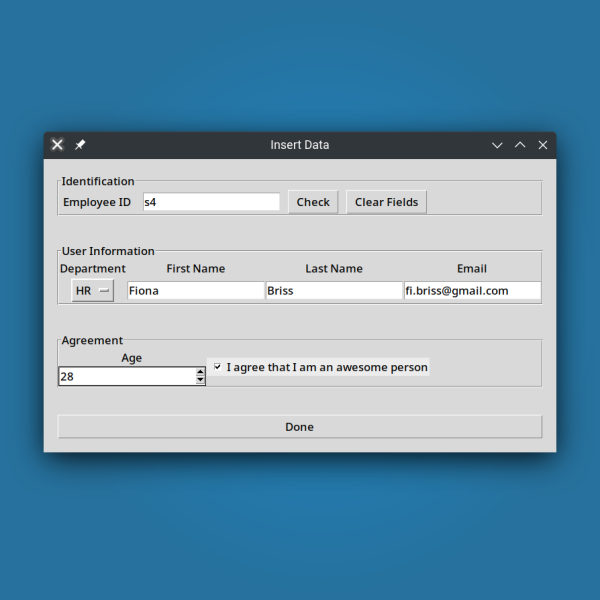 Insert Data
Identification
Employee ID s4 Check Clear Fields
User Information
Department First Name Last Name Email
HR Fiona Briss fi.briss@gmail.com
Agreement
Age
I agree that I am an awesome person
28
Done